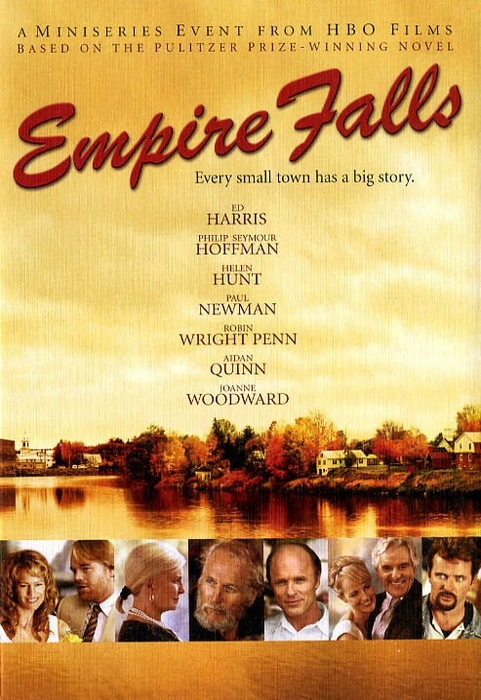 A MINISERIES EVENT FROM HBO FILMS
BASED ON THE PULITZER PRIZE-WINNING NOVEL
Empire Falls
Every small town has a big story.
ED
HARRIS
PHILIP SEYMOUR
HOFFMAN
HELEN
HUNT
PAUL
NEWMAN
ROBIN
WRIGHT PENN
AIDAN
QUINN
JOANNE
WOODWARD